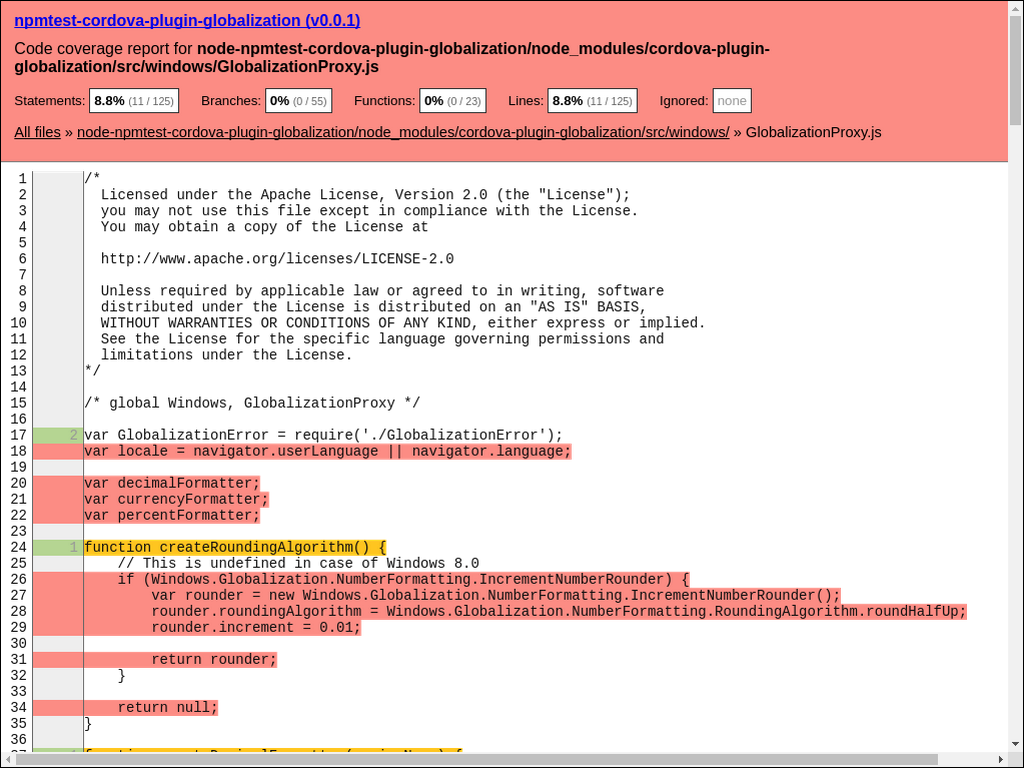 npmtest-cordova-plugin-globalization (v0.0.1)
Code coverage report for node-npmtest-cordova-plugin-globalization/node_modules/cordova-plugin-
globalization/src/windows/GlobalizationProxy.js
Statements: 8.8% (11 / 125) Branches: 0% (0 / 55) Functions: 0% (0 / 23) Lines: 8.8% (11 / 125) Ignored: none
All files » node-npmtest-cordova-plugin-globalization/node_modules/cordova-plugin-globalization/src/windows/ » GlobalizationProxy.js
1 /*
2 Licensed under the Apache License, Version 2.0 (the "License");
3 you may not use this file except in compliance with the License.
4 You may obtain a copy of the License at
5
6 http://www.apache.org/licenses/LICENSE-2.0
7
8 Unless required by applicable law or agreed to in writing, software
9 distributed under the License is distributed on an "AS IS" BASIS,
10 WITHOUT WARRANTIES OR CONDITIONS OF ANY KIND, either express or implied.
11 See the License for the specific language governing permissions and
12 limitations under the License.
13 */
14
15 /* global Windows, GlobalizationProxy */
16
17 2 var GlobalizationError = require('./GlobalizationError');
18 var locale = navigator.userLanguage || navigator.language;
19
20 var decimalFormatter;
21 var currencyFormatter;
22 var percentFormatter;
23
24 1 function createRoundingAlgorithm() {
25 // This is undefined in case of Windows 8.0
26 if (Windows.Globalization.NumberFormatting.IncrementNumberRounder) {
27 var rounder = new Windows.Globalization.NumberFormatting.IncrementNumberRounder();
28 rounder.roundingAlgorithm = Windows.Globalization.NumberFormatting.RoundingAlgorithm.roundHalfUp;
29 rounder.increment = 0.01;
30
31 return rounder;
32 }
33
34 return null;
35 }
36